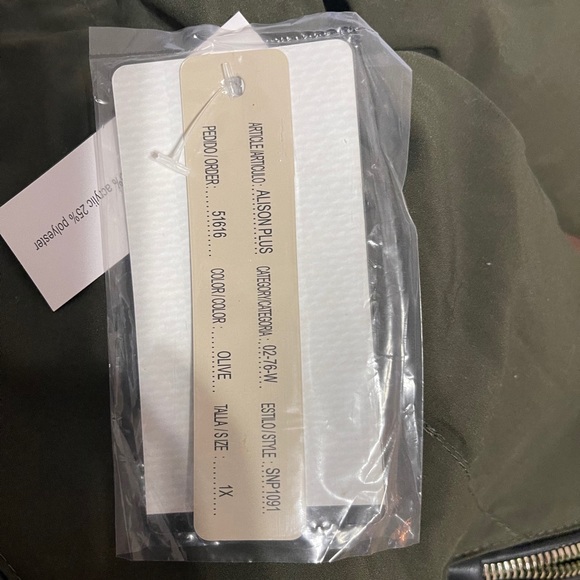 ARTICLE/ARTICULO: ALISON PLUS CATEGORY/CATEGORIA: 02-76-W ESTILO/STYLE: SNP1091
PEDIDO/ORDER: 51616 COLOR/COLOR: OLIVE TALLA/SIZE: 1X
% acrylic 25% polyester